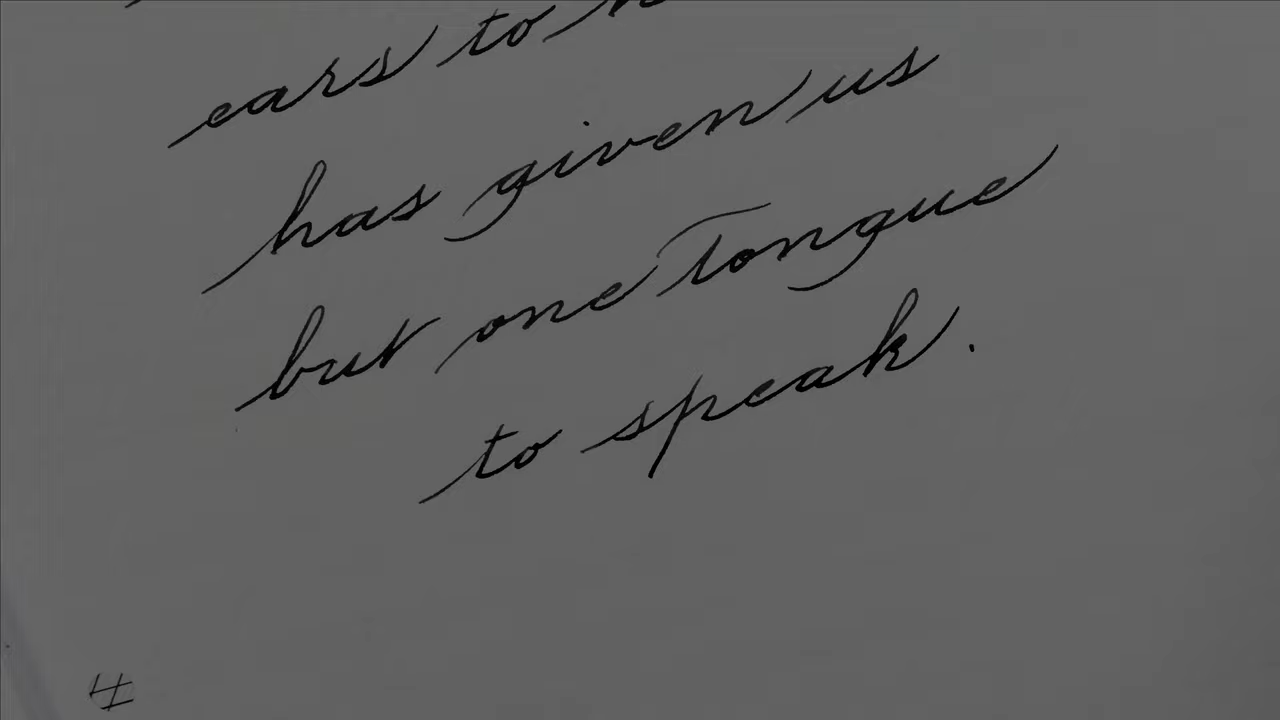 ears to
has given us
but one Tongue
to speak.